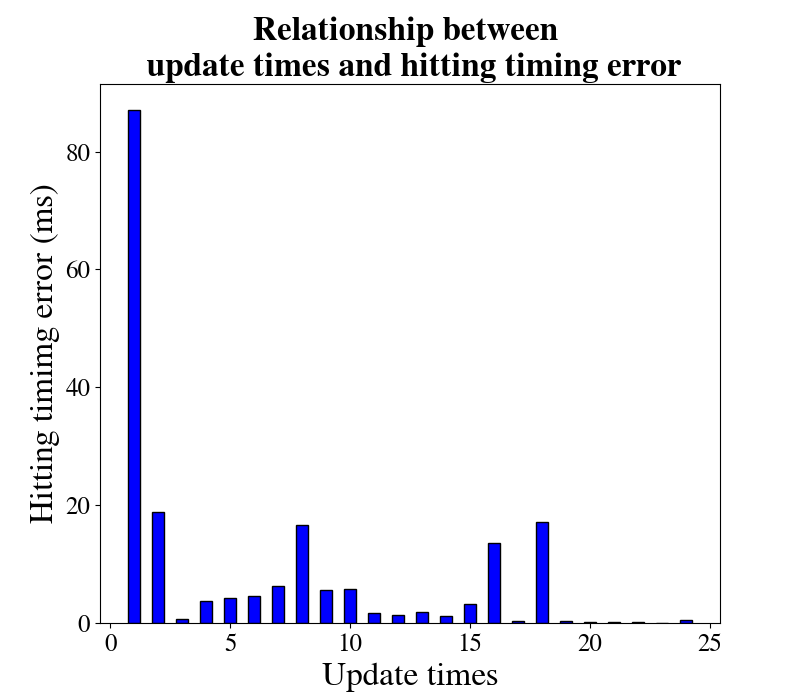 Relationship between
update times and hitting timing error
Hitting timimg error (ms)
80
60
40
20
0
0 5 10 15 20 25
Update times